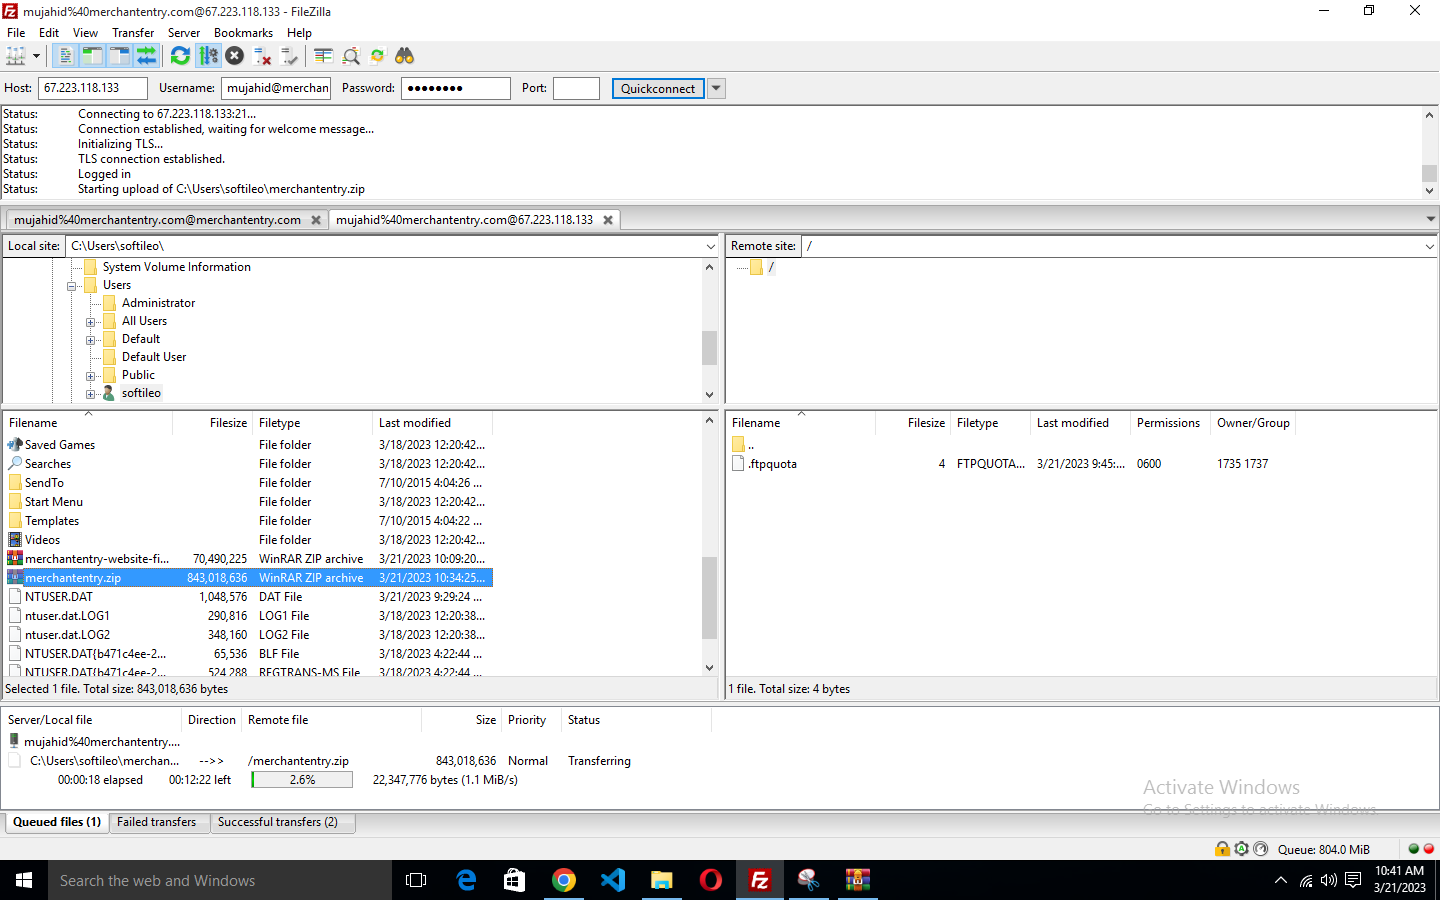 mujahid%40merchantentry.com@67.223.118.133 - FileZilla
File Edit View Transfer Server Bookmarks Help
Host: 67.223.118.133 Username: mujahid@merchan Password: ●●●●●●●● Port: Quickconnect
Status: Connecting to 67.223.118.133:21...
Status: Connection established, waiting for welcome message...
Status: Initializing TLS...
Status: TLS connection established.
Status: Logged in
Status: Starting upload of C:\Users\softileo\merchantentry.zip
mujahid%40merchantentry.com@merchantentry.com mujahid%40merchantentry.com@67.223.118.133
Local site: C:\Users\softileo\
System Volume Information
Users
Administrator
All Users
Default
Default User
Public
softileo
Remote site: /
/
Filename Filesize Filetype Last modified
Saved Games File folder 3/18/2023 12:20:42...
Searches File folder 3/18/2023 12:20:42...
SendTo File folder 7/10/2015 4:04:26 ...
Start Menu File folder 3/18/2023 12:20:42...
Templates File folder 7/10/2015 4:04:22 ...
Videos File folder 3/18/2023 12:20:42...
merchantentry-website-fi... 70,490,225 WinRAR ZIP archive 3/21/2023 10:09:20...
merchantentry.zip 843,018,636 WinRAR ZIP archive 3/21/2023 10:34:25...
NTUSER.DAT 1,048,576 DAT File 3/21/2023 9:29:24 ...
ntuser.dat.LOG1 290,816 LOG1 File 3/18/2023 12:20:38...
ntuser.dat.LOG2 348,160 LOG2 File 3/18/2023 12:20:38...
NTUSER.DAT{b471c4ee-2... 65,536 BLF File 3/18/2023 4:22:44 ...
NTUSER.DAT{b471c4ee-2... 524,288 REGTRANS-MS File 3/18/2023 4:22:44 ...
Selected 1 file. Total size: 843,018,636 bytes
Filename Filesize Filetype Last modified Permissions Owner/Group
..
.ftpquota 4 FTPQUOTA... 3/21/2023 9:45:... 0600 1735 1737
1 file. Total size: 4 bytes
Server/Local file Direction Remote file Size Priority Status
mujahid%40merchantentry....
C:\Users\softileo\merchan... -->> /merchantentry.zip 843,018,636 Normal Transferring
00:00:18 elapsed 00:12:22 left 2.6% 22,347,776 bytes (1.1 MiB/s)
Activate Windows
Go to Settings to activate Windows.
Queued files (1) Failed transfers Successful transfers (2)
Queue: 804.0 MiB
Search the web and Windows
10:41 AM
3/21/2023